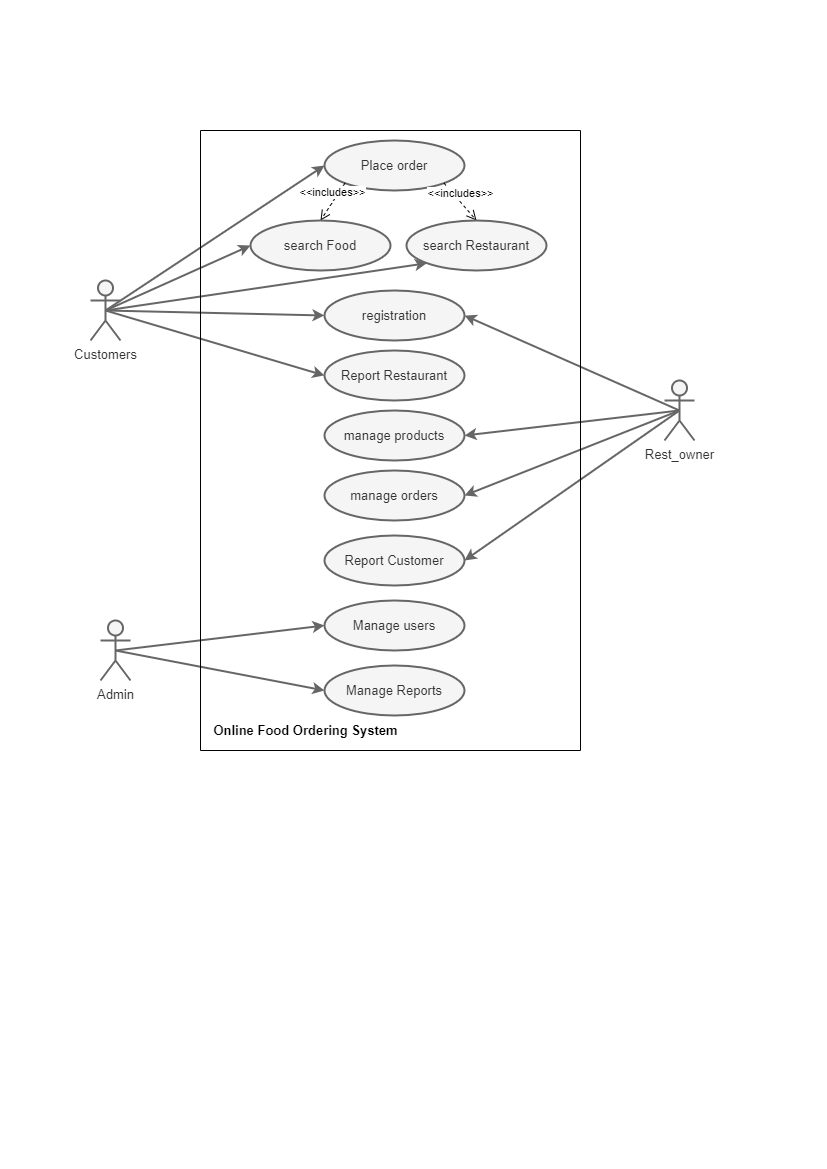 Place order
<<includes>>
<<includes>>
search Food
search Restaurant
registration
Customers
Report Restaurant
manage products
Rest_owner
manage orders
Report Customer
Manage users
Admin
Manage Reports
Online Food Ordering System